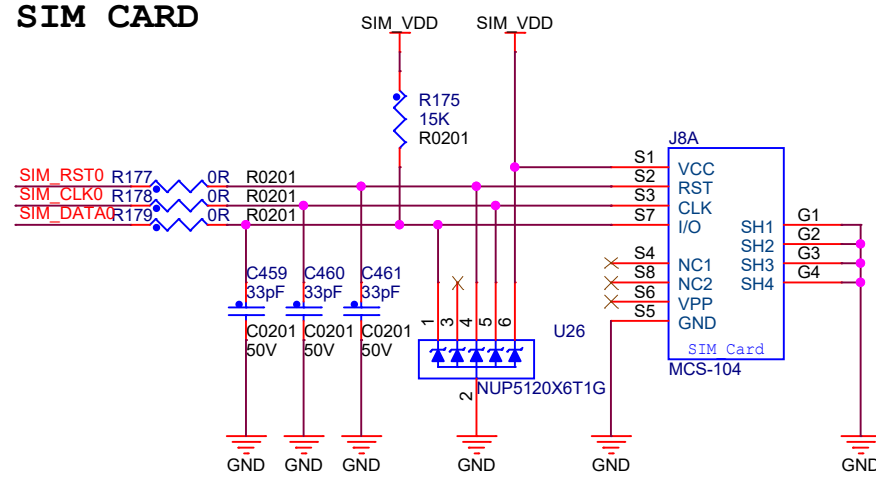 SIM CARD
SIM_VDD SIM_VDD
R175
15K
R0201
J8A
SIM_RST0 R177 0R R0201
SIM_CLK0 R178 0R R0201
SIM_DATA0 R179 0R R0201
S1 VCC
S2 RST
S3 CLK
S7 I/O
S4 NC1
S8 NC2
S6 VPP
S5 GND
SH1 G1
SH2 G2
SH3 G3
SH4 G4
SIM Card
MCS-104
C459 C460 C461
33pF 33pF 33pF
C0201 C0201 C0201
50V 50V 50V
1 3 4 5 6
U26
2
NUP5120X6T1G
GND GND GND GND GND GND